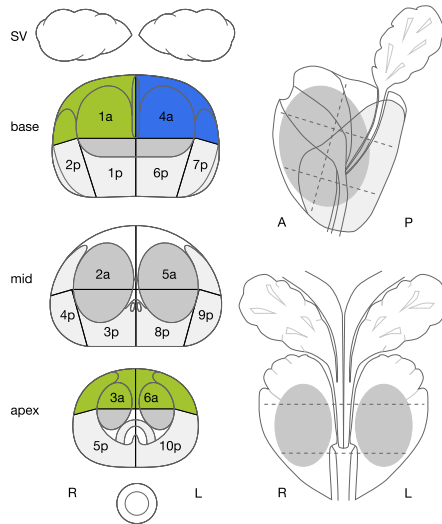 SV
base
1a 4a
2p 1p 6p 7p
A P
mid
2a 5a
4p 3p 8p 9p
apex
3a 6a
5p 10p
R L
R L